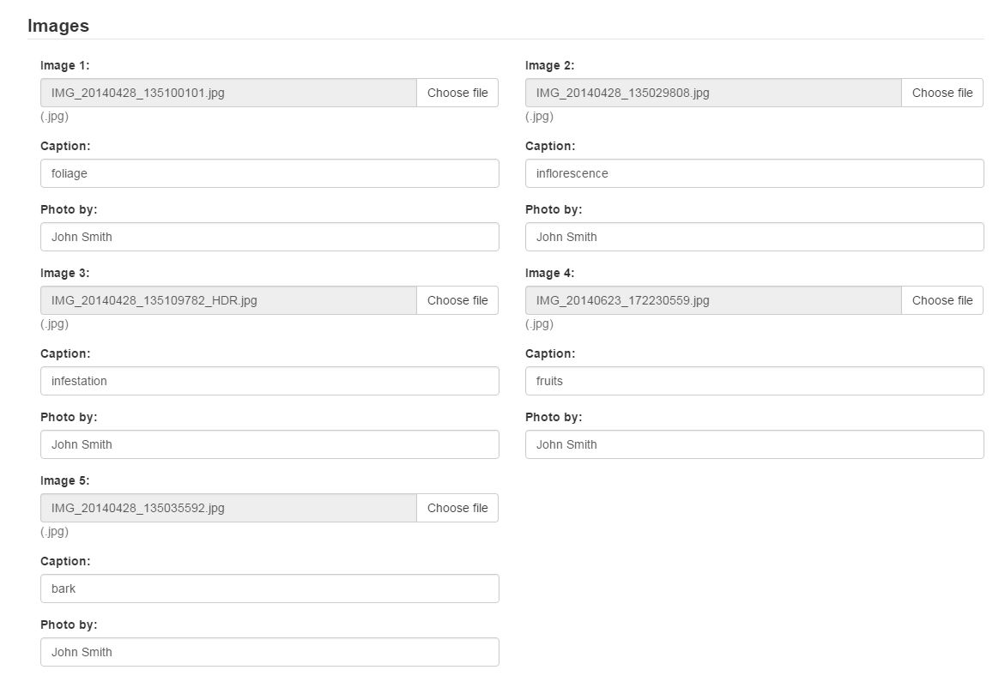 Images
Image 1:
IMG_20140428_135100101.jpg Choose file
(.jpg)
Caption:
foliage
Photo by:
John Smith
Image 2:
IMG_20140428_135029808.jpg Choose file
(.jpg)
Caption:
inflorescence
Photo by:
John Smith
Image 3:
IMG_20140428_135109782_HDR.jpg Choose file
(.jpg)
Caption:
infestation
Photo by:
John Smith
Image 4:
IMG_20140623_172230559.jpg Choose file
(.jpg)
Caption:
fruits
Photo by:
John Smith
Image 5:
IMG_20140428_135035592.jpg Choose file
(.jpg)
Caption:
bark
Photo by:
John Smith